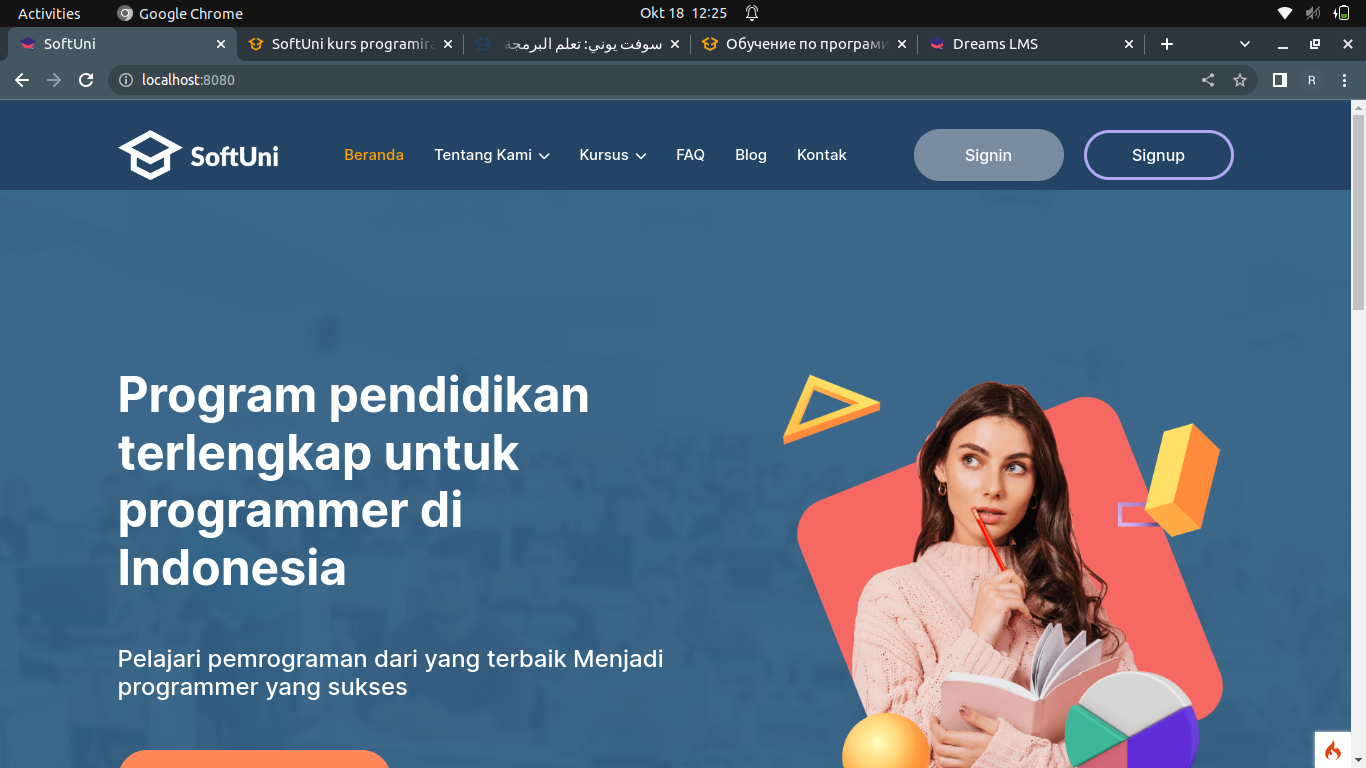 Activities
Google Chrome
Okt 18 12:25
SoftUni
SoftUni kurs programira
سوفت يوني: تعلم البرمجة
Обучение по програми
Dreams LMS
localhost:8080
R
SoftUni
Beranda
Tentang Kami
Kursus
FAQ
Blog
Kontak
Signin
Signup
Program pendidikan
terlengkap untuk
programmer di
Indonesia
Pelajari pemrograman dari yang terbaik Menjadi
programmer yang sukses